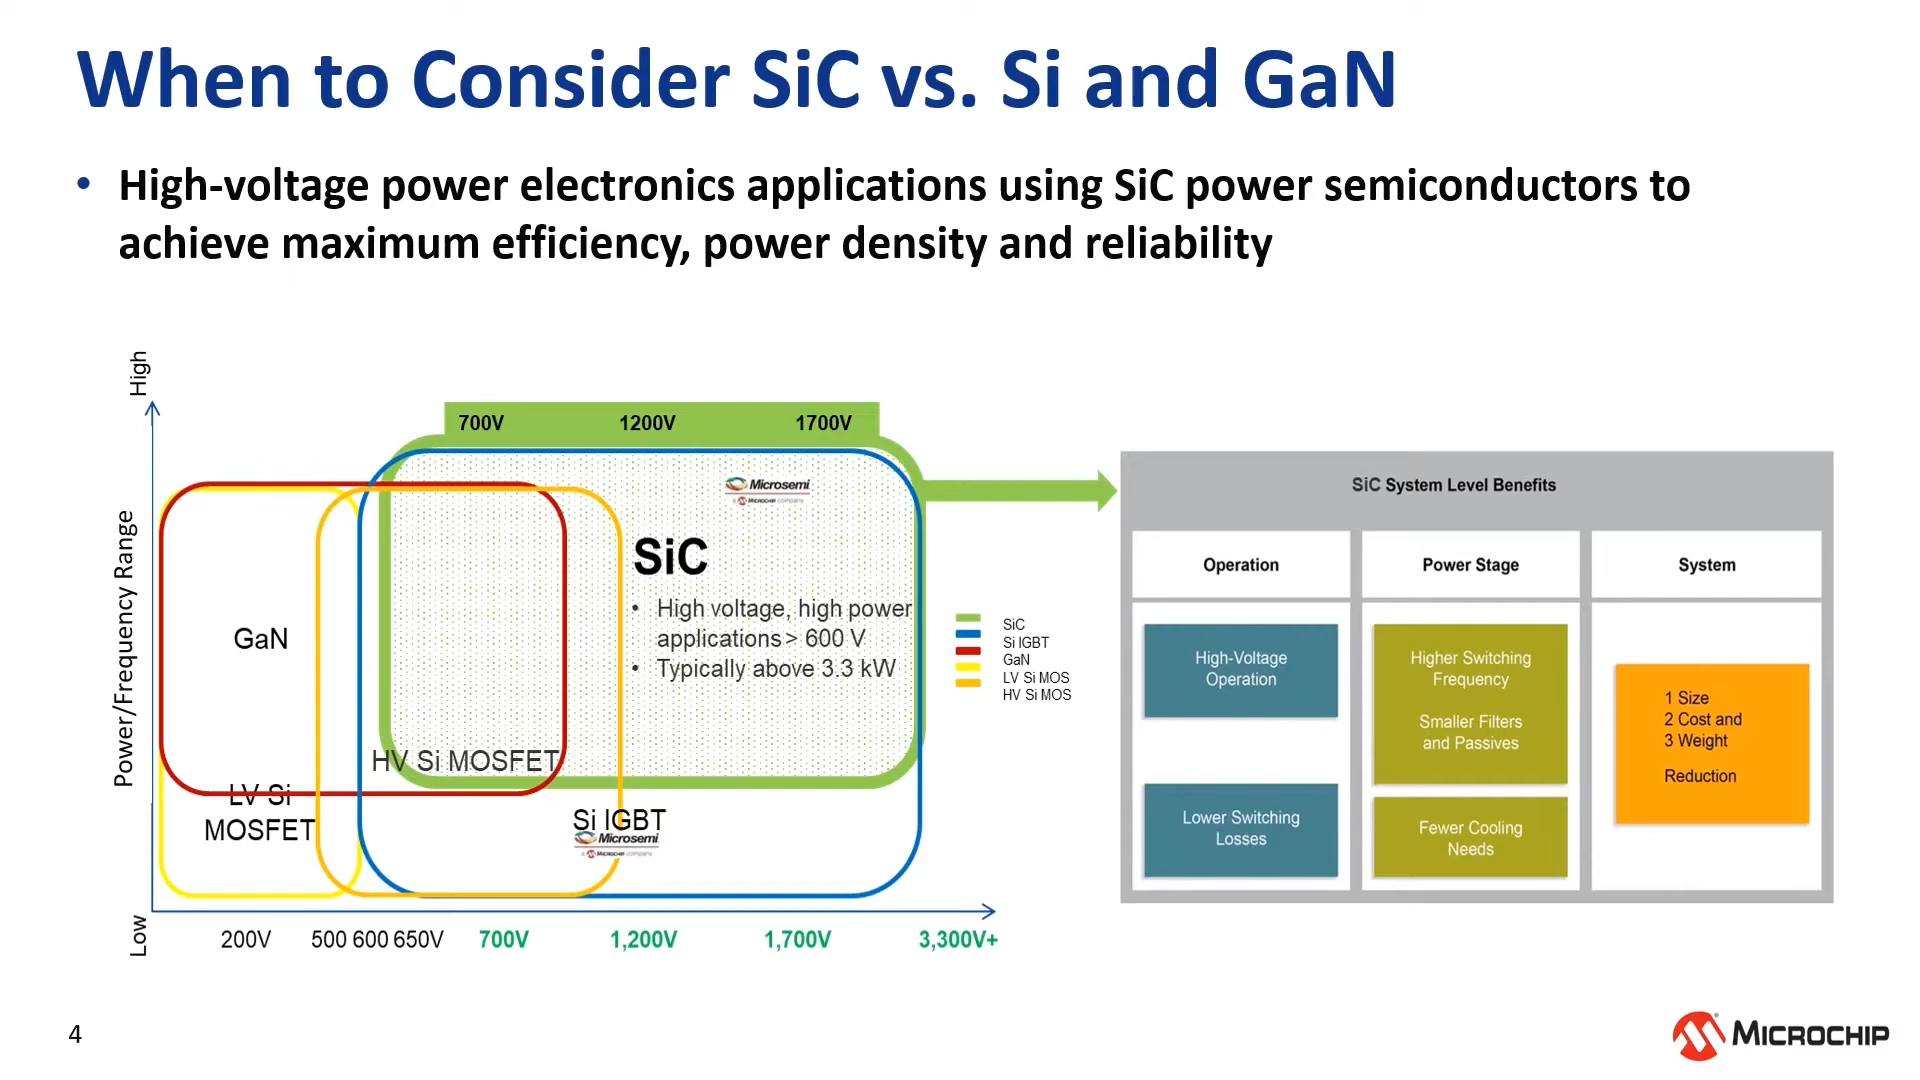 When to Consider SiC vs. Si and GaN
• High-voltage power electronics applications using SiC power semiconductors to
achieve maximum efficiency, power density and reliability
High
Power/Frequency Range
Low
700V 1200V 1700V
Microsemi
a MICROCHIP company
SiC
• High voltage, high power
applications > 600 V
• Typically above 3.3 kW
GaN
HV Si MOSFET
LV Si
MOSFET
Si IGBT
Microsemi
a MICROCHIP company
200V 500 600 650V 700V 1,200V 1,700V 3,300V+
SiC
Si IGBT
GaN
LV Si MOS
HV Si MOS
SiC System Level Benefits
Operation
High-Voltage
Operation
Lower Switching
Losses
Power Stage
Higher Switching
Frequency
Smaller Filters
and Passives
Fewer Cooling
Needs
System
1 Size
2 Cost and
3 Weight
Reduction
4
MICROCHIP